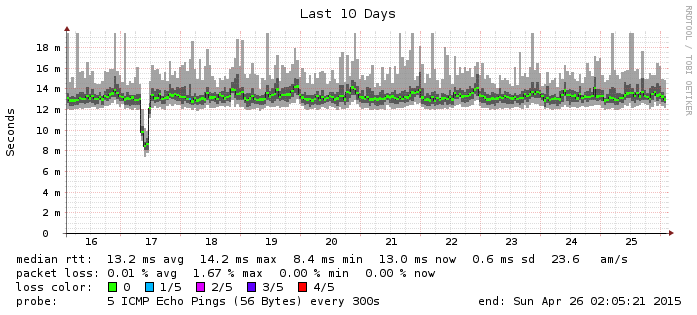 Last 10 Days
RRDTOOL / TOBI OETIKER
Seconds
18 m
16 m
14 m
12 m
10 m
8 m
6 m
4 m
2 m
0
16 17 18 19 20 21 22 23 24 25
median rtt: 13.2 ms avg 14.2 ms max 8.4 ms min 13.0 ms now 0.6 ms sd 23.6 am/s
packet loss: 0.01 % avg 1.67 % max 0.00 % min 0.00 % now
loss color: 0 1/5 2/5 3/5 4/5
probe: 5 ICMP Echo Pings (56 Bytes) every 300s end: Sun Apr 26 02:05:21 2015